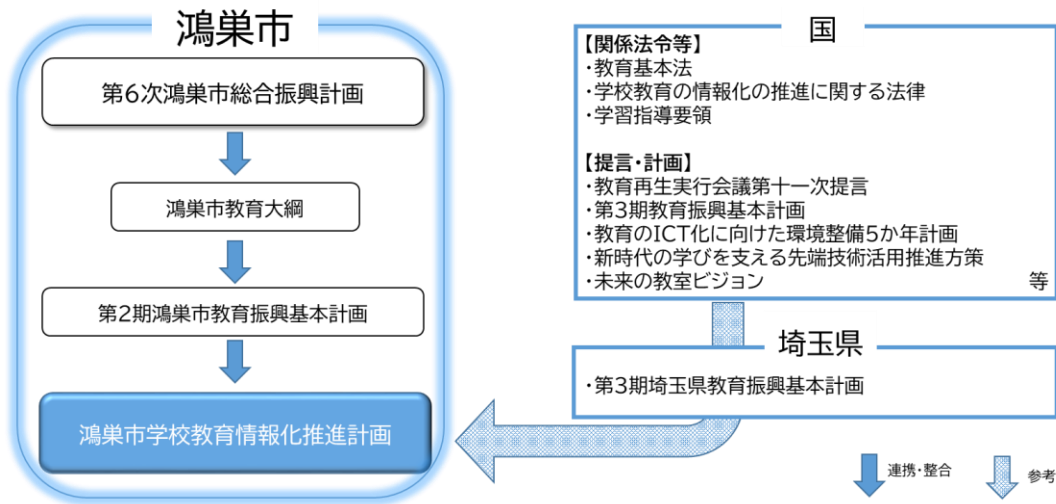 鴻巣市
第6次鴻巣市総合振興計画
鴻巣市教育大綱
第2期鴻巣市教育振興基本計画
鴻巣市学校教育情報化推進計画
国
【関係法令等】
・教育基本法
・学校教育の情報化の推進に関する法律
・学習指導要領
【提言・計画】
・教育再生実行会議第十一次提言
・第3期教育振興基本計画
・教育のICT化に向けた環境整備5か年計画
・新時代の学びを支える先端技術活用推進方策
・未来の教室ビジョン 等
埼玉県
・第3期埼玉県教育振興基本計画
連携・整合
参考